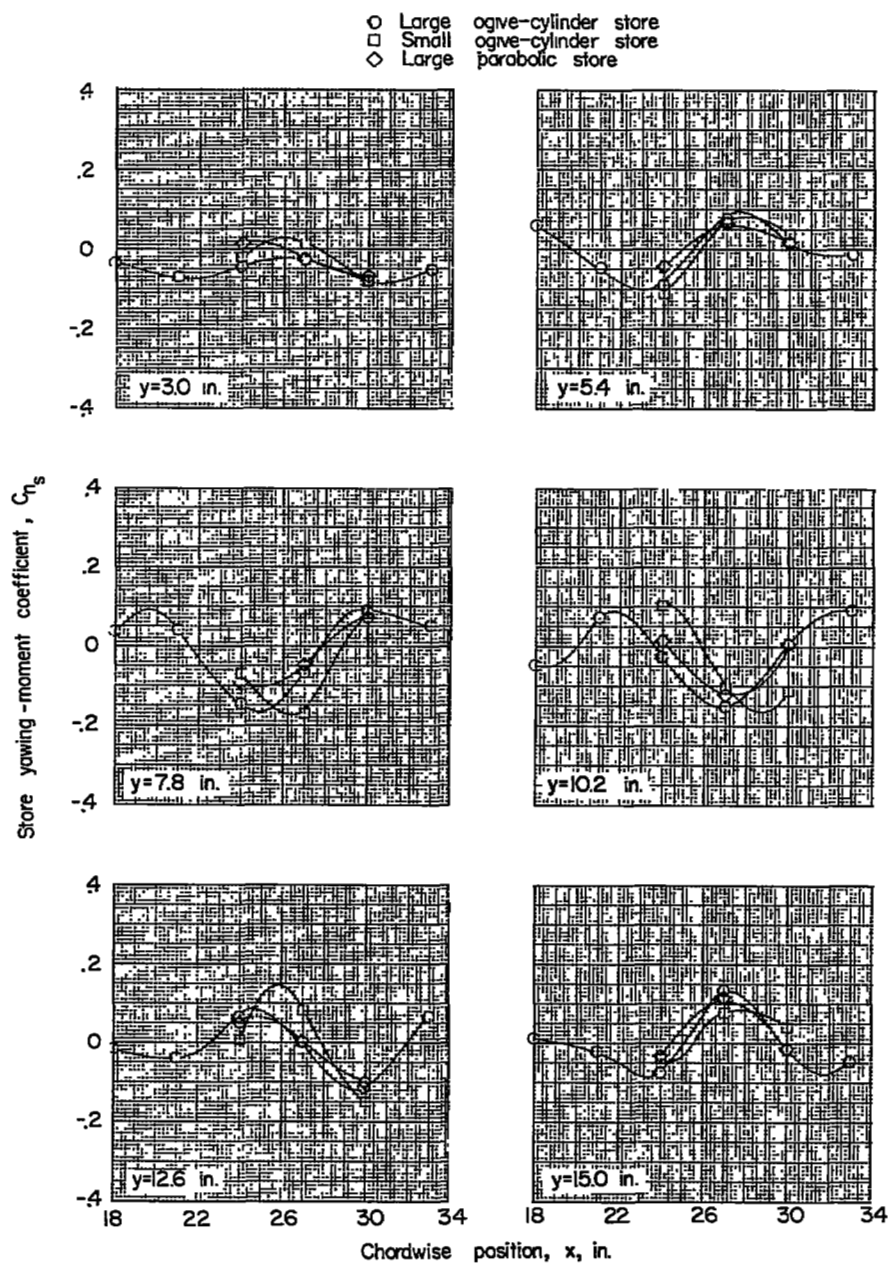 Large ogive-cylinder store
Small ogive-cylinder store
Large parabolic store
.4
.2
0
-.2
-.4
y=3.0 in.
y=5.4 in.
Store yawing-moment coefficient, Cns
.4
.2
0
-.2
-.4
y=7.8 in.
y=10.2 in.
.4
.2
0
-.2
-.4
y=12.6 in.
y=15.0 in.
18 22 26 30 34
18 22 26 30 34
Chordwise position, x, in.